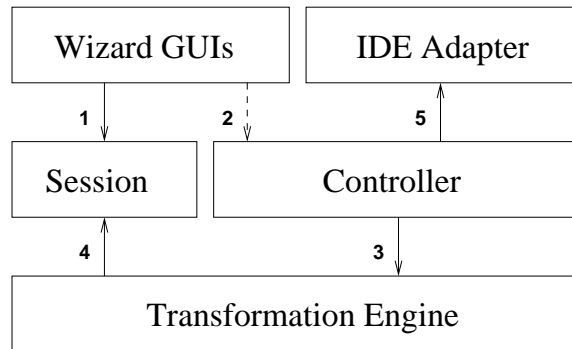 Wizard GUIs
IDE Adapter
1
2
5
Session
Controller
4
3
Transformation Engine